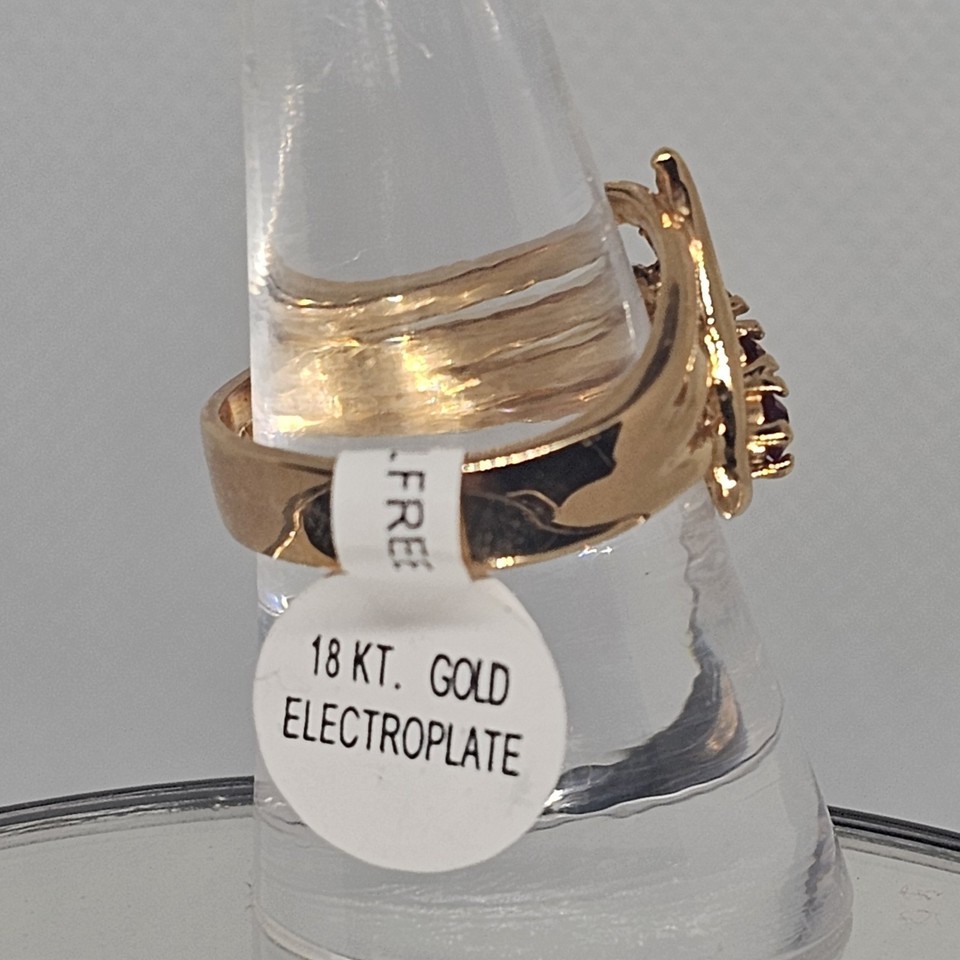 .FREE
18 KT. GOLD
ELECTROPLATE